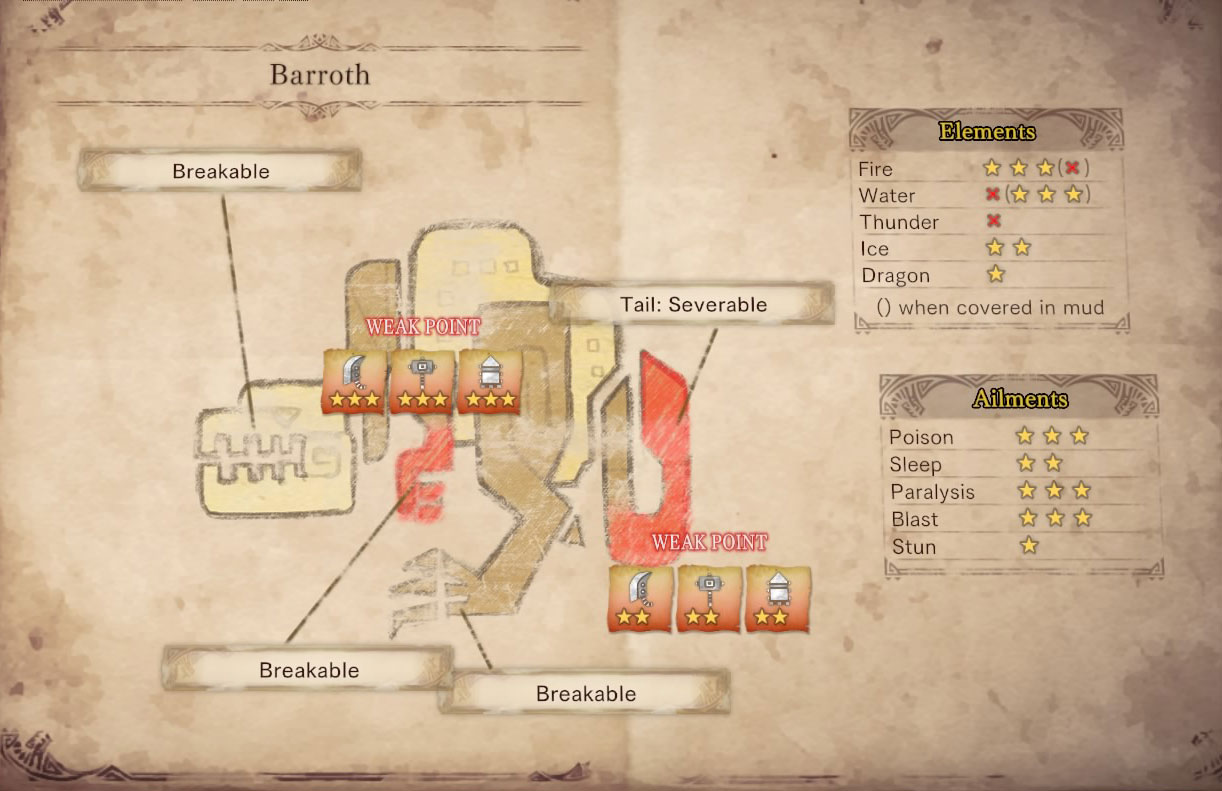 Barroth
Breakable
Elements
Fire ★ ★ ★(✖)
Water ✖(★ ★ ★)
Thunder ✖
Ice ★ ★
Dragon ★
() when covered in mud
Tail: Severable
WEAK POINT
★★★ ★★★ ★★★
Ailments
Poison ★ ★ ★
Sleep ★ ★
Paralysis ★ ★ ★
Blast ★ ★ ★
Stun ★
WEAK POINT
★★ ★★ ★★
Breakable
Breakable